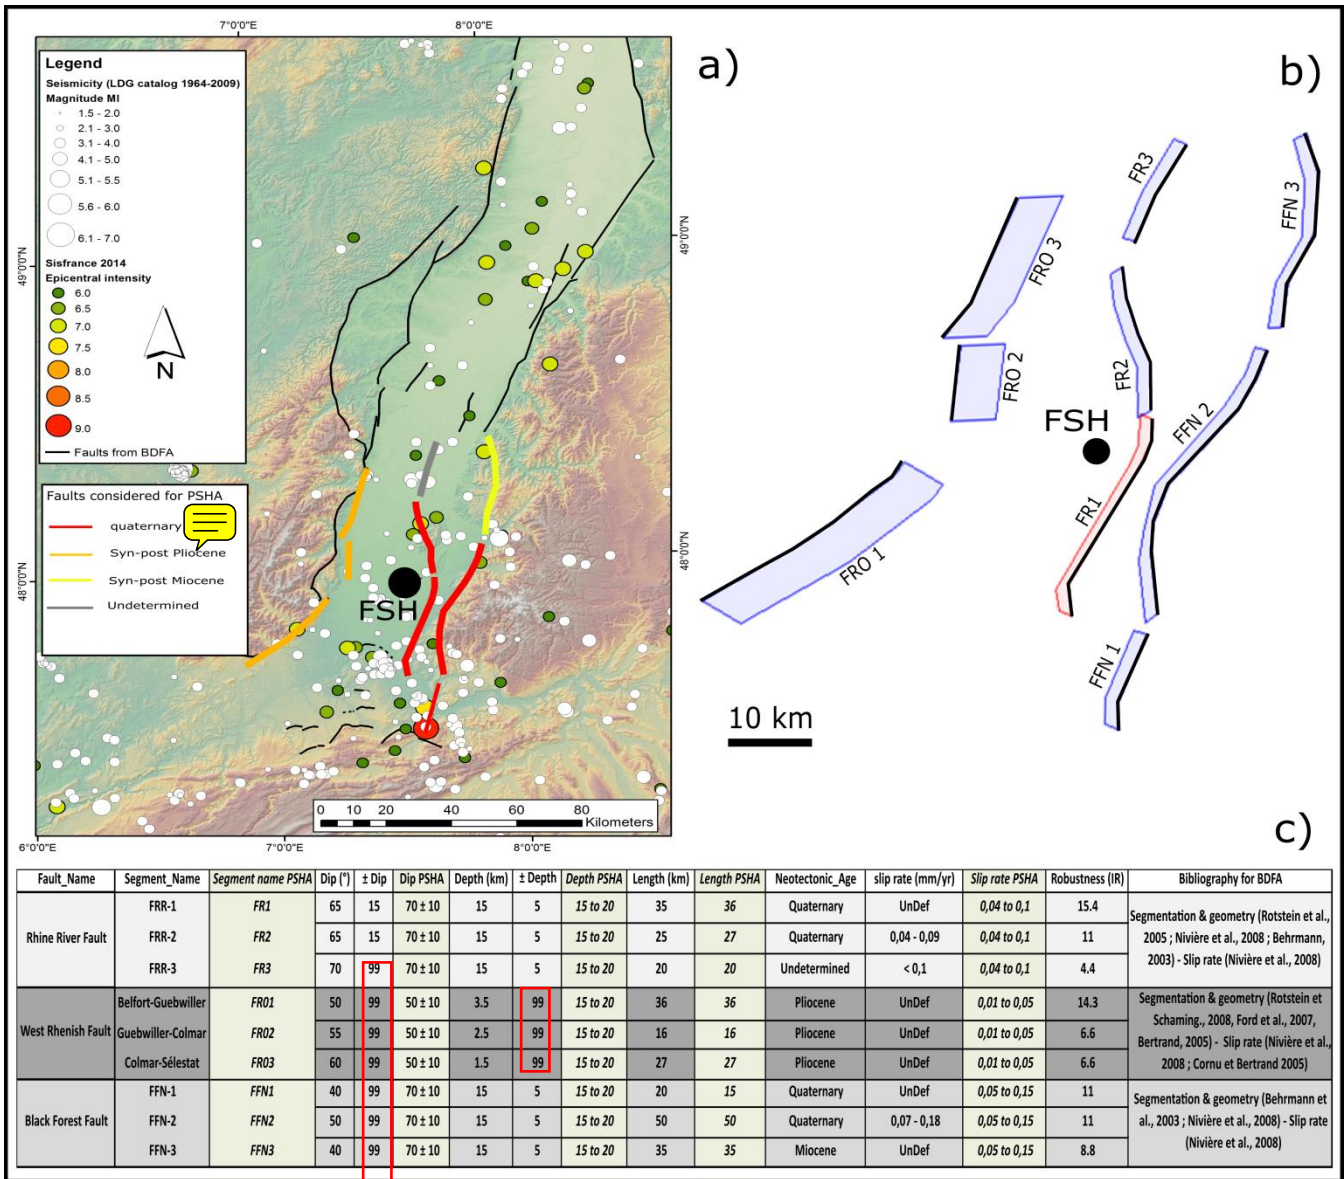 7°0'0"E 8°0'0"E
Legend
Seismicity (LDG catalog 1964-2009)
Magnitude Ml
1.5 - 2.0
2.1 - 3.0
3.1 - 4.0
4.1 - 5.0
5.1 - 5.5
5.6 - 6.0
6.1 - 7.0
Sisfrance 2014
Epicentral intensity
6.0
6.5
7.0
7.5
8.0
8.5
9.0
Faults from BDFA
N
Faults considered for PSHA
quaternary
Syn-post Pliocene
Syn-post Miocene
Undetermined
49°0'0"N
48°0'0"N
49°0'0"N
48°0'0"N
FSH
0 10 20 40 60 80
Kilometers
6°0'0"E 7°0'0"E 8°0'0"E
a)
b)
FR3
FFN 3
FRO 3
FRO 2
FR2
FSH
FFN 2
FR1
FRO 1
FFN 1
10 km
c)
Fault_Name Segment_Name Segment name PSHA Dip (°) ± Dip Dip PSHA Depth (km) ± Depth Depth PSHA Length (km) Length PSHA Neotectonic_Age slip rate (mm/yr) Slip rate PSHA Robustness (IR) Bibliography for BDFA
Rhine River Fault
FRR-1 FR1 65 15 70 ± 10 15 5 15 to 20 35 36 Quaternary UnDef 0,04 to 0,1 15.4
FRR-2 FR2 65 15 70 ± 10 15 5 15 to 20 25 27 Quaternary 0,04 - 0,09 0,04 to 0,1 11
FRR-3 FR3 70 99 70 ± 10 15 5 15 to 20 20 20 Undetermined < 0,1 0,04 to 0,1 4.4
Segmentation & geometry (Rotstein et al.,
2005 ; Nivière et al., 2008 ; Behrmann,
2003) - Slip rate (Nivière et al., 2008)
West Rhenish Fault
Belfort-Guebwiller FR01 50 99 50 ± 10 3.5 99 15 to 20 36 36 Pliocene UnDef 0,01 to 0,05 14.3
Guebwiller-Colmar FR02 55 99 50 ± 10 2.5 99 15 to 20 16 16 Pliocene UnDef 0,01 to 0,05 6.6
Colmar-Sélestat FR03 60 99 50 ± 10 1.5 99 15 to 20 27 27 Pliocene UnDef 0,01 to 0,05 6.6
Segmentation & geometry (Rotstein et
Schaming., 2008, Ford et al., 2007,
Bertrand, 2005) - Slip rate (Nivière et al.,
2008 ; Cornu et Bertrand 2005)
Black Forest Fault
FFN-1 FFN1 40 99 70 ± 10 15 5 15 to 20 20 15 Quaternary UnDef 0,05 to 0,15 11
FFN-2 FFN2 50 99 70 ± 10 15 5 15 to 20 50 50 Quaternary 0,07 - 0,18 0,05 to 0,15 11
FFN-3 FFN3 40 99 70 ± 10 15 5 15 to 20 35 35 Miocene UnDef 0,05 to 0,15 8.8
Segmentation & geometry (Behrmann et
al., 2003 ; Nivière et al., 2008) - Slip rate
(Nivière et al., 2008)